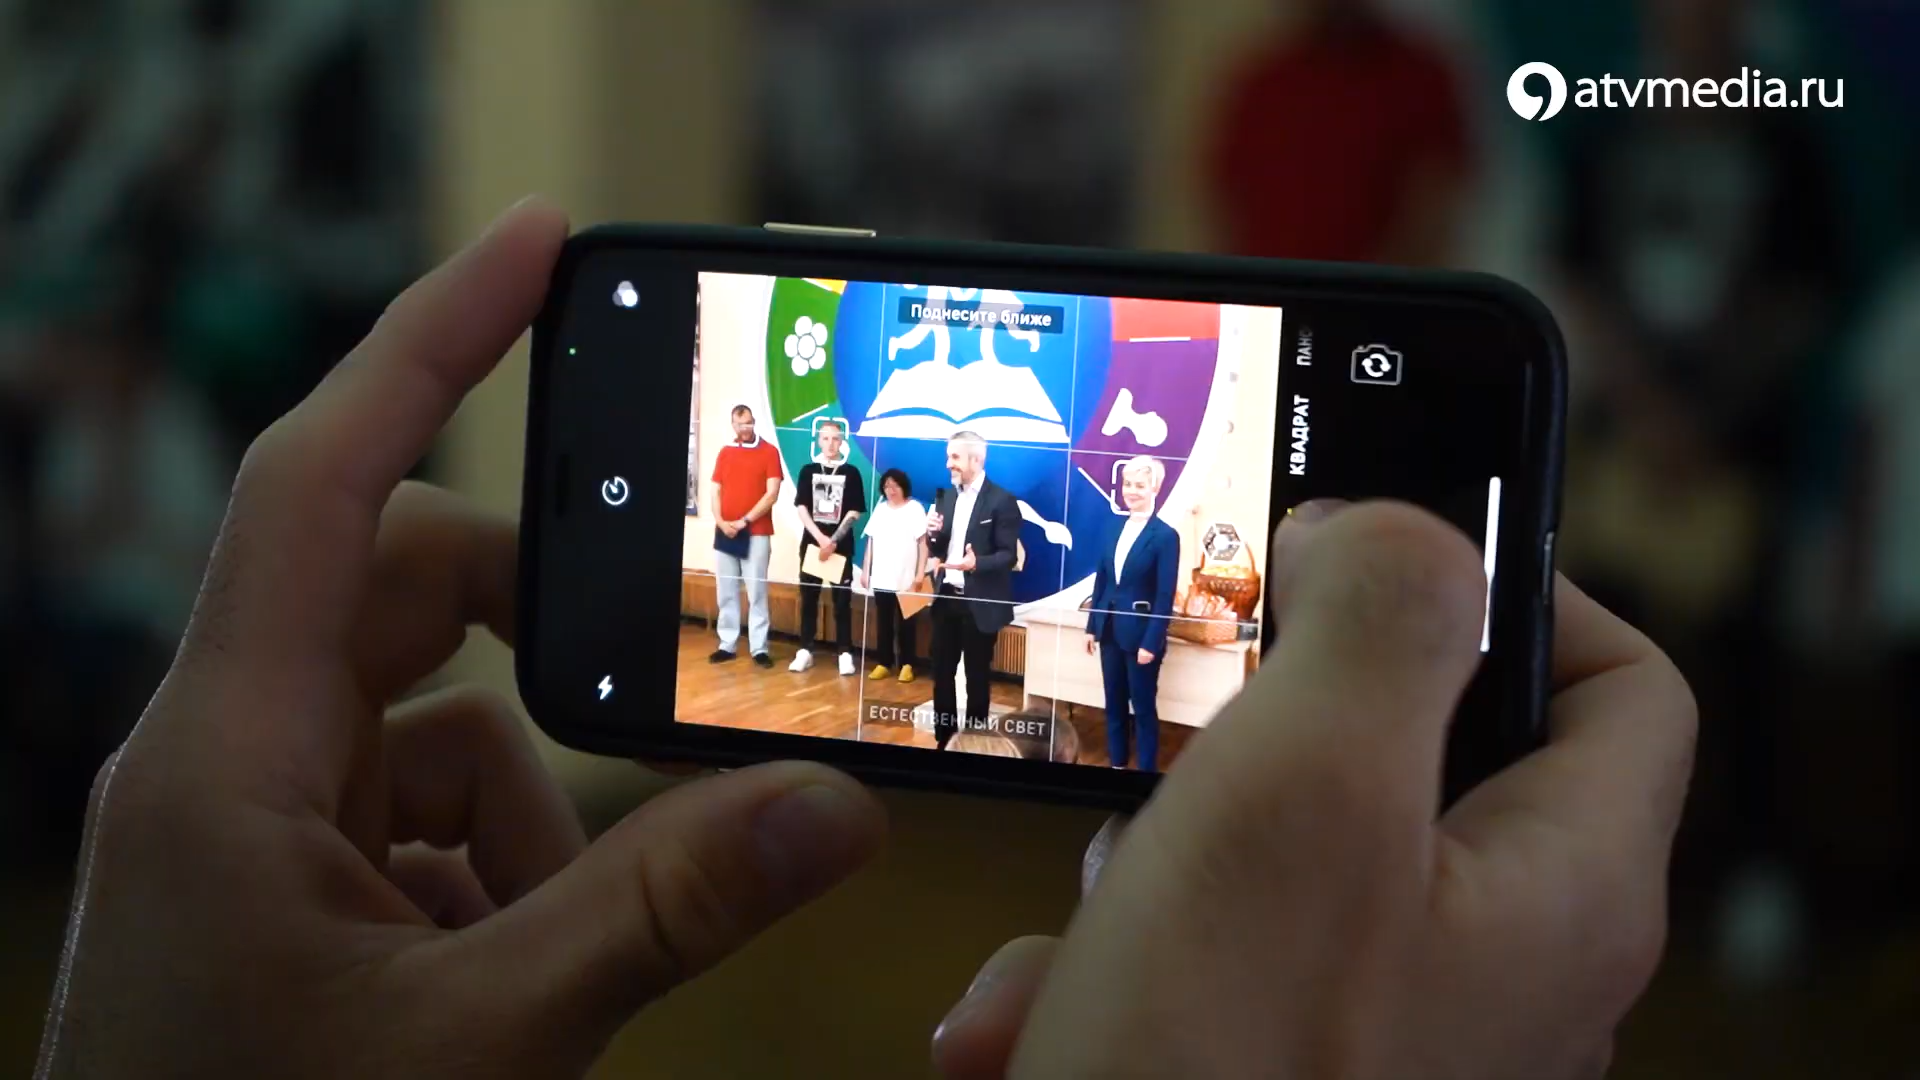 atvmedia.ru
Поднесите ближе
КВАДРАТ
ПАНО
ЕСТЕСТВЕННЫЙ СВЕТ